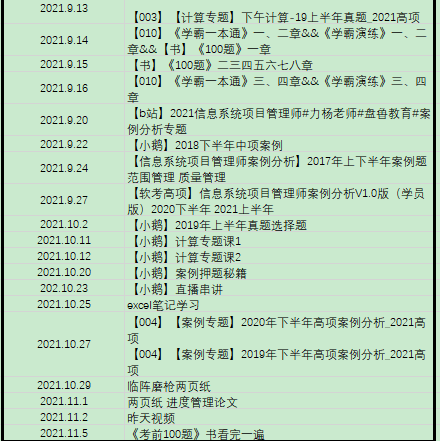 2021.9.13
【003】【计算专题】下午计算-19上半年真题_2021高项
2021.9.14
【010】《学霸一本通》一、二章&&《学霸演练》一、二
章&&【书】《100题》一章
2021.9.15
【书】《100题》二三四五六七八章
2021.9.16
【010】《学霸一本通》三、四章&&《学霸演练》三、四
章
2021.9.20
【b站】2021信息系统项目管理师#力杨老师#盘鲁教育#案
例分析专题
2021.9.22
【小鹅】2018下半年中项案例
2021.9.24
【信息系统项目管理师案例分析】2017年上下半年案例题
范围管理 质量管理
2021.9.27
【软考高项】信息系统项目管理师案例分析V1.0版（学员
版）2020下半年 2021上半年
2021.10.2
【小鹅】2019年上半年真题选择题
2021.10.11
【小鹅】计算专题课1
2021.10.12
【小鹅】计算专题课2
2021.10.20
【小鹅】案例押题秘籍
202.10.23
【小鹅】直播串讲
2021.10.25
excel笔记学习
2021.10.27
【004】【案例专题】2020年下半年高项案例分析_2021高
项
【004】【案例专题】2019年下半年高项案例分析_2021高
项
2021.10.29
临阵磨枪两页纸
2021.11.1
两页纸 进度管理论文
2021.11.2
昨天视频
2021.11.5
《考前100题》书看完一遍